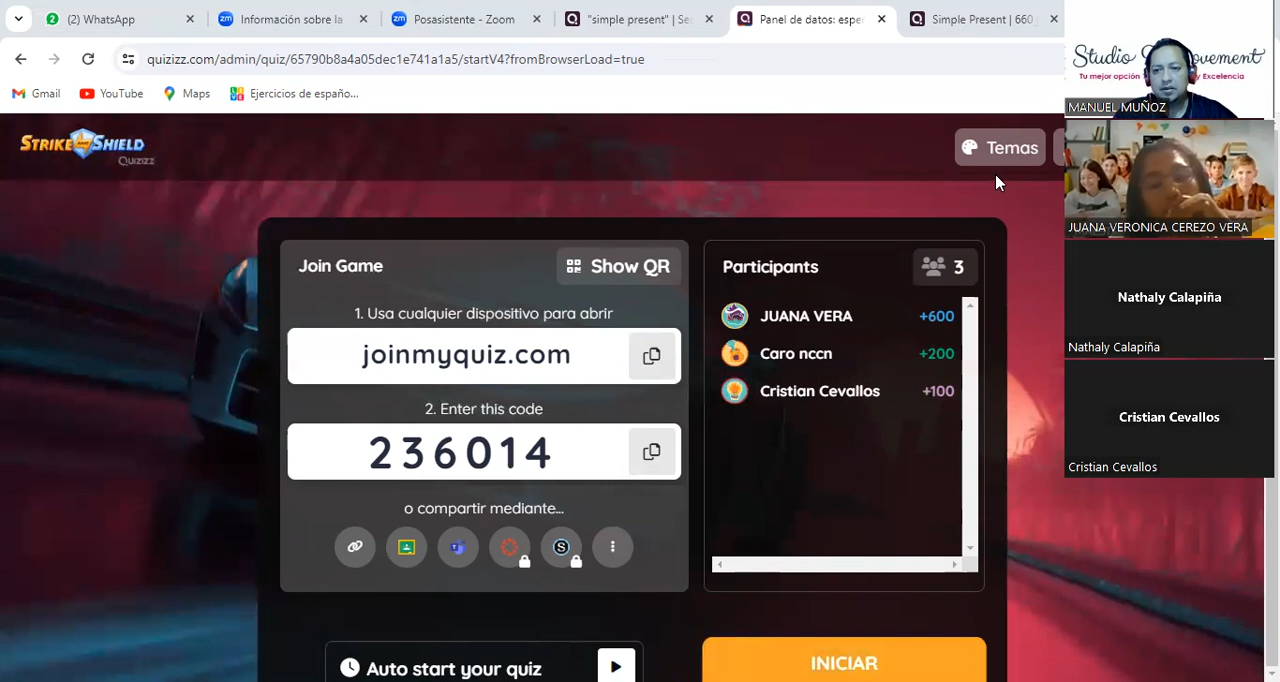 (2) WhatsApp
Información sobre la
Posasistente - Zoom
"simple present" | Se
Panel de datos: espe
Simple Present | 660
quizizz.com/admin/quiz/65790b8a4a05dec1e741a1a5/startV4?fromBrowserLoad=true
Gmail
YouTube
Maps
Ejercicios de españo...
STRIKE AND SHIELD
Quizizz
Temas
Join Game
Show QR
1. Usa cualquier dispositivo para abrir
joinmyquiz.com
2. Enter this code
236014
o compartir mediante...
Participants
3
JUANA VERA +600
Caro nccn +200
Cristian Cevallos +100
Auto start your quiz
INICIAR
Studio
ovement
Tu mejor opción
y Excelencia
MANUEL MUÑOZ
JUANA VERONICA CEREZO VERA
Nathaly Calapiña
Nathaly Calapiña
Cristian Cevallos
Cristian Cevallos